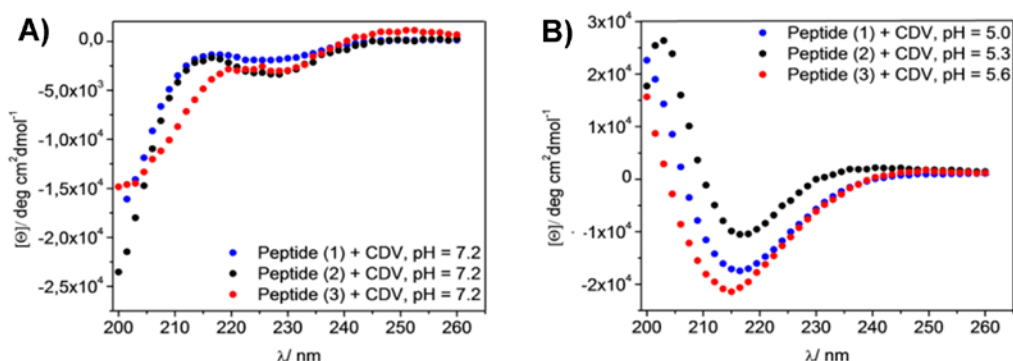 A)
0,0
-5,0x10³
-1,0x10⁴
-1,5x10⁴
-2,0x10⁴
-2,5x10⁴
[Θ]/ deg cm²dmol⁻¹
Peptide (1) + CDV, pH = 7.2
Peptide (2) + CDV, pH = 7.2
Peptide (3) + CDV, pH = 7.2
200 210 220 230 240 250 260
λ/ nm
B)
3x10⁴
2x10⁴
1x10⁴
0
-1x10⁴
-2x10⁴
[Θ]/ deg cm²dmol⁻¹
Peptide (1) + CDV, pH = 5.0
Peptide (2) + CDV, pH = 5.3
Peptide (3) + CDV, pH = 5.6
200 210 220 230 240 250 260
λ/ nm